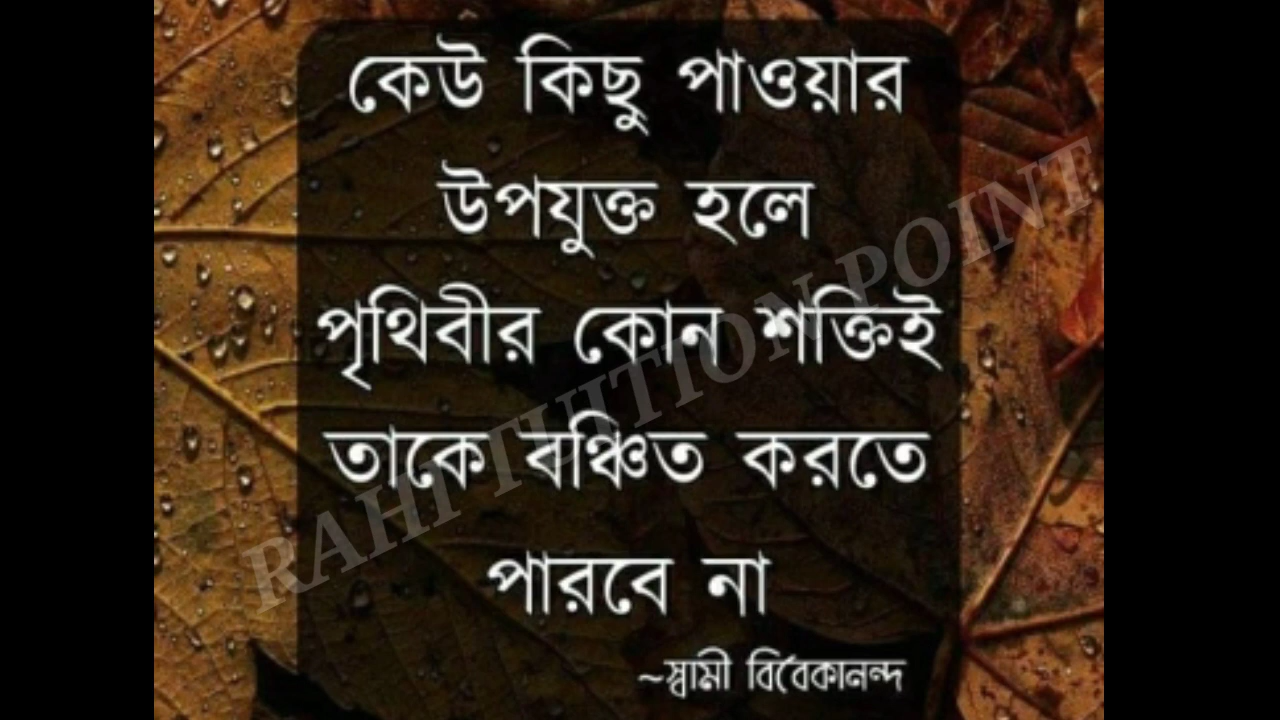 কেউ কিছু পাওয়ার
উপযুক্ত হলে
পৃথিবীর কোন শক্তিই
তাকে বঞ্চিত করতে
পারবে না
~স্বামী বিবেকানন্দ
RAHI TUITION POINT